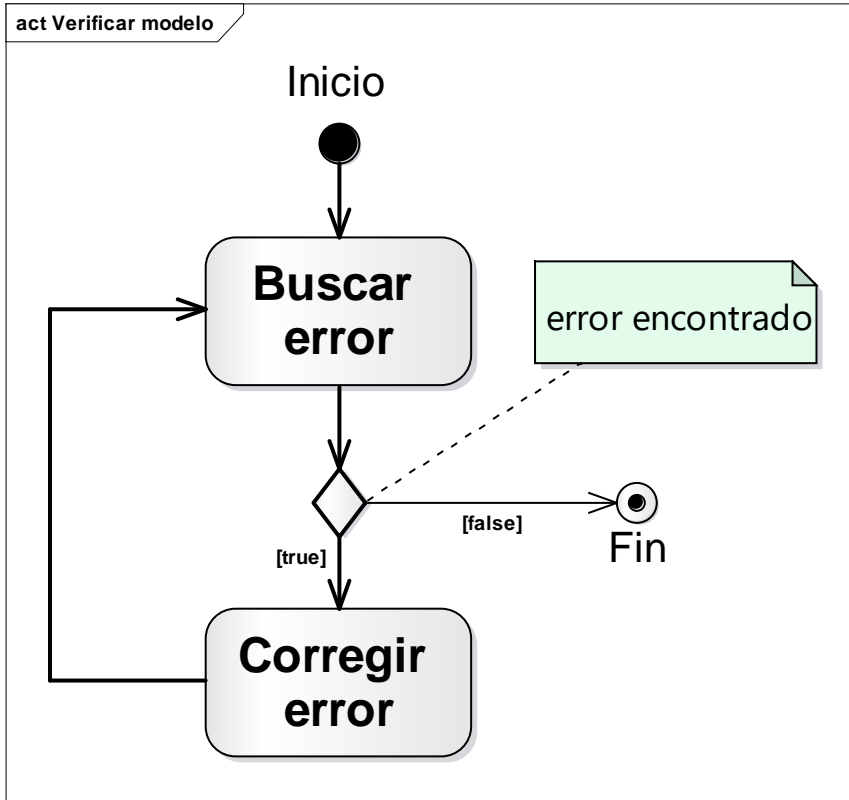 act Verificar modelo
Inicio
Buscar
error
error encontrado
[false]
Fin
[true]
Corregir
error